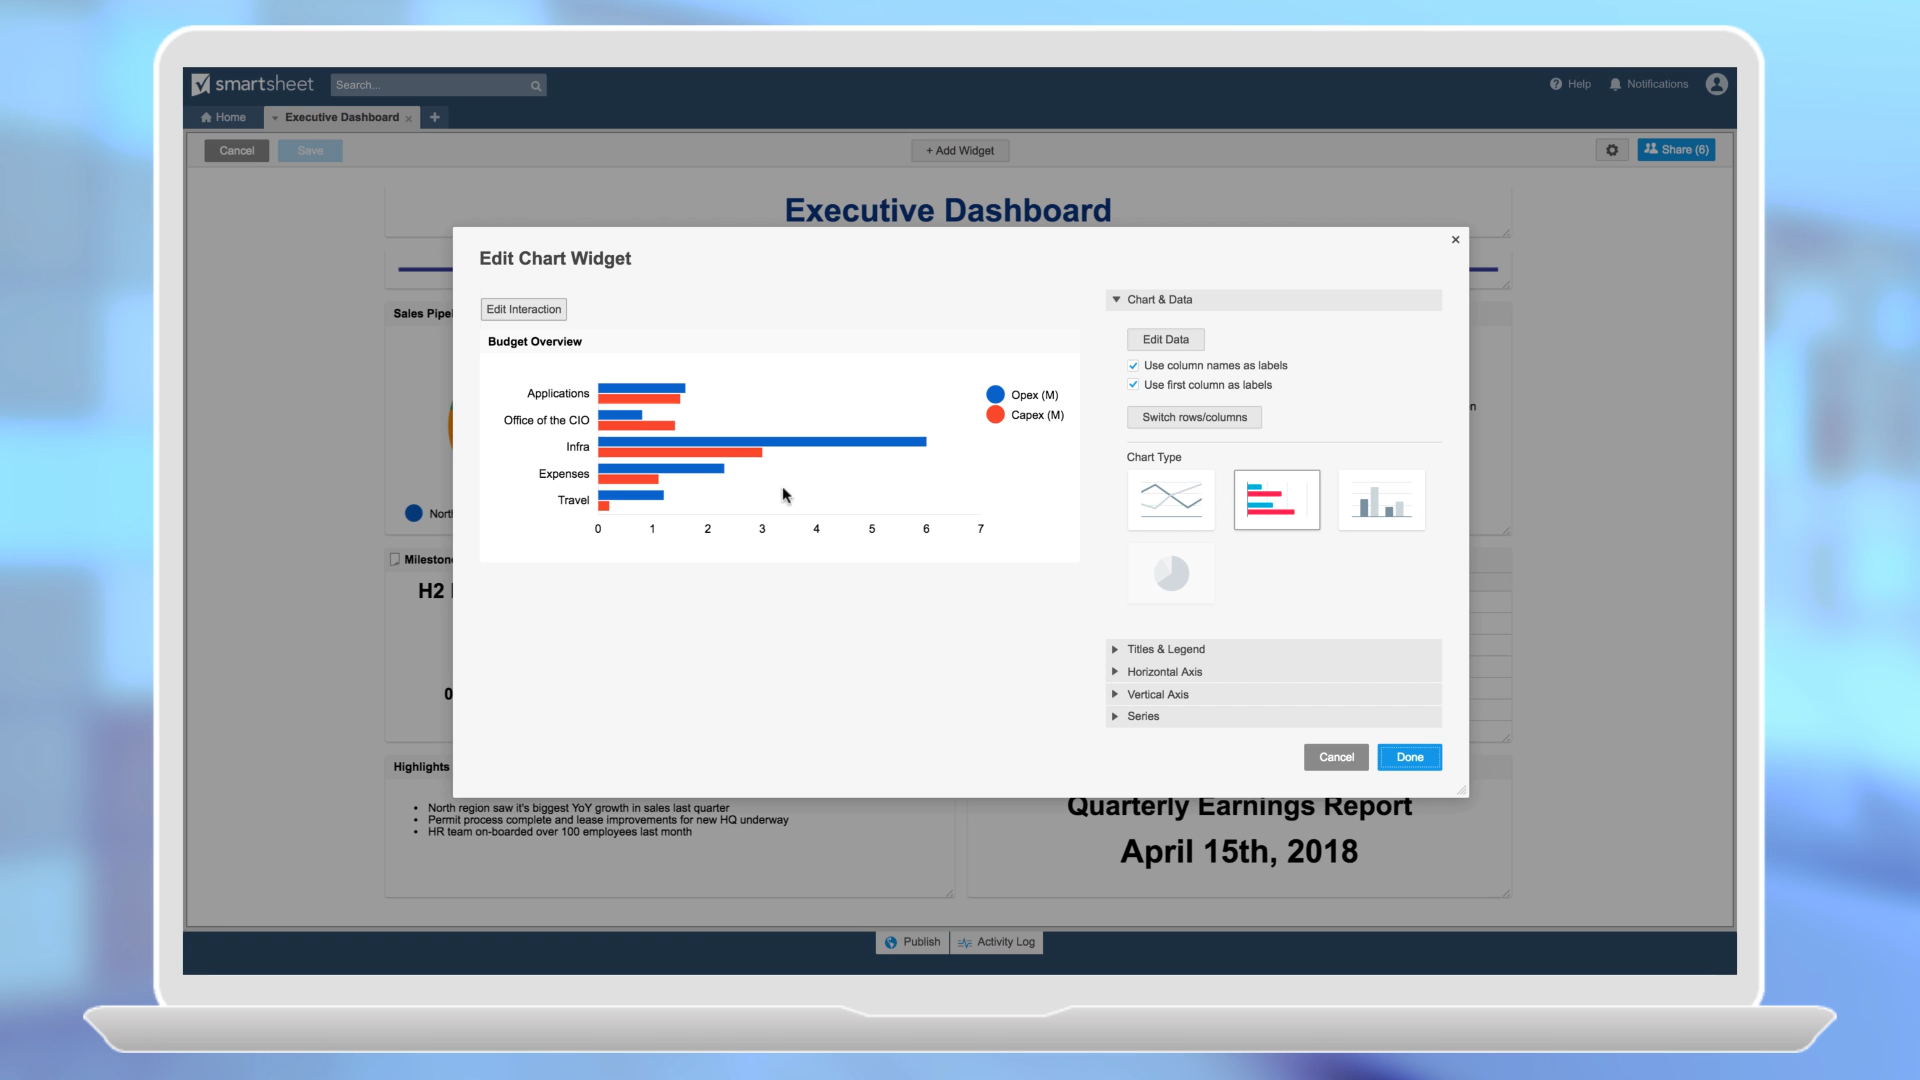 smartsheet
Search...
Help
Notifications
Home
Executive Dashboard
Cancel
Save
+ Add Widget
Share (6)
Executive Dashboard
Edit Chart Widget
Edit Interaction
Chart & Data
Sales Pipe
Budget Overview
Edit Data
Use column names as labels
Use first column as labels
Switch rows/columns
Applications
Office of the CIO
Infra
Expenses
Travel
0 1 2 3 4 5 6 7
Opex (M)
Capex (M)
Chart Type
Titles & Legend
Horizontal Axis
Vertical Axis
Series
Cancel
Done
H2
Highlights
• North region saw it's biggest YoY growth in sales last quarter
• Permit process complete and lease improvements for new HQ underway
• HR team on-boarded over 100 employees last month
Quarterly Earnings Report
April 15th, 2018
Publish
Activity Log